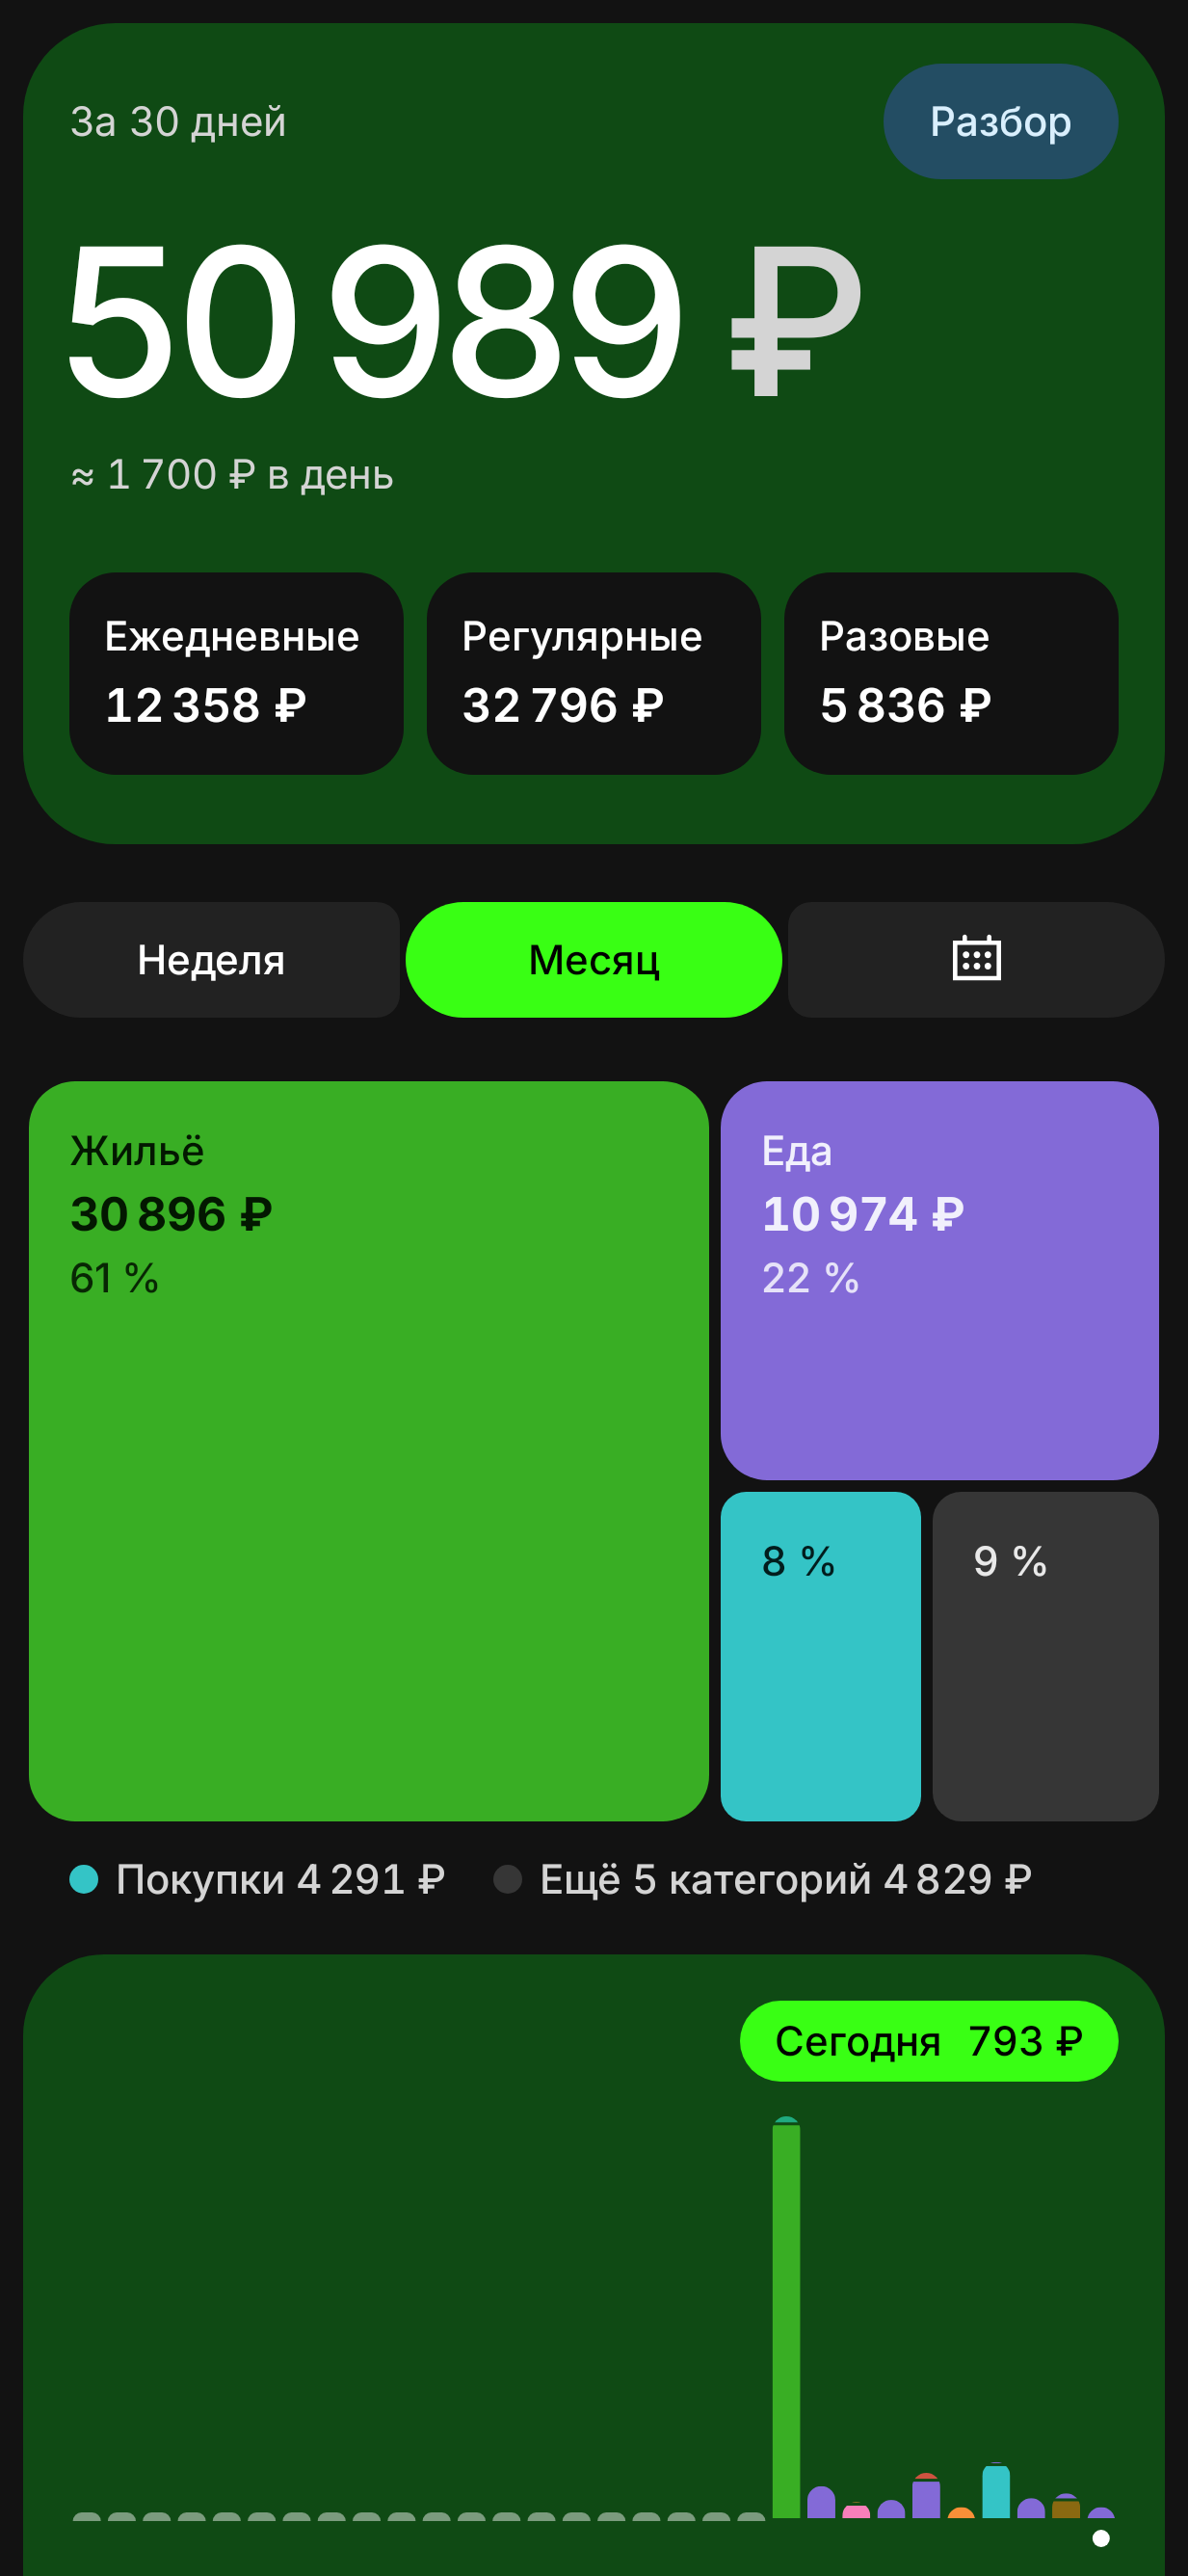 За 30 дней
Разбор
50 989 ₽
≈ 1 700 ₽ в день
Ежедневные
12 358 ₽
Регулярные
32 796 ₽
Разовые
5 836 ₽
Неделя
Месяц
Жильё
30 896 ₽
61 %
Еда
10 974 ₽
22 %
8 %
9 %
Покупки 4 291 ₽
Ещё 5 категорий 4 829 ₽
Сегодня 793 ₽